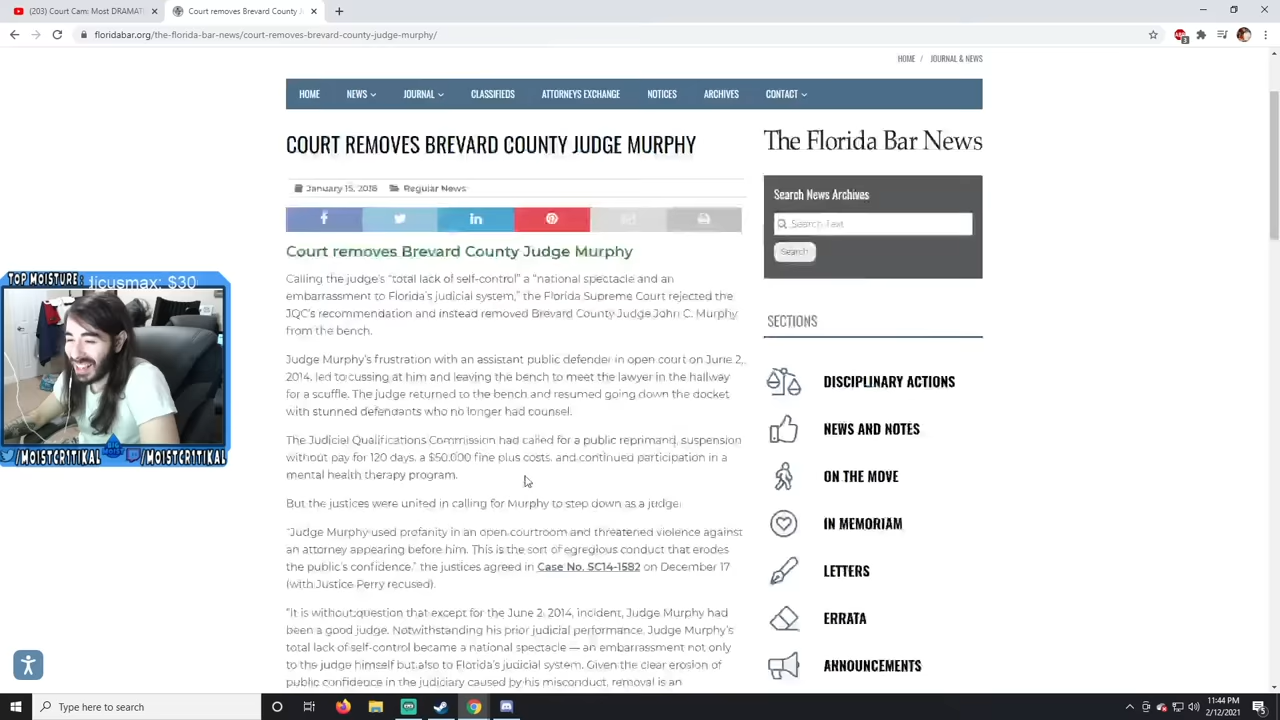 (203) Court Cam: Most DRAMATI
Court removes Brevard County J
floridabar.org/the-florida-bar-news/court-removes-brevard-county-judge-murphy/
HOME / JOURNAL & NEWS
HOME NEWS JOURNAL CLASSIFIEDS ATTORNEYS EXCHANGE NOTICES ARCHIVES CONTACT
COURT REMOVES BREVARD COUNTY JUDGE MURPHY
January 15, 2016 Regular News
Court removes Brevard County Judge Murphy
Calling the judge's "total lack of self-control" a "national spectacle and an
embarrassment to Florida's judicial system," the Florida Supreme Court rejected the
JQC's recommendation and instead removed Brevard County Judge John C. Murphy
from the bench.
Judge Murphy's frustration with an assistant public defender in open court on June 2,
2014, led to cussing at him and leaving the bench to meet the lawyer in the hallway
for a scuffle. The judge returned to the bench and resumed going down the docket
with stunned defendants who no longer had counsel.
The Judicial Qualifications Commission had called for a public reprimand, suspension
without pay for 120 days, a $50,000 fine plus costs, and continued participation in a
mental health therapy program.
But the justices were united in calling for Murphy to step down as a judge:
"Judge Murphy used profanity in an open courtroom and threatened violence against
an attorney appearing before him. This is the sort of egregious conduct that erodes
the public's confidence," the justices agreed in Case No. SC14-1582 on December 17
(with Justice Perry recused).
"It is without question that except for the June 2, 2014, incident, Judge Murphy had
been a good judge. Notwithstanding his prior judicial performance, Judge Murphy's
total lack of self-control became a national spectacle — an embarrassment not only
to the judge himself but also to Florida's judicial system. Given the clear erosion of
public confidence in the judiciary caused by his misconduct, removal is an
The Florida Bar News
Search News Archives
Search Text
Search
SECTIONS
DISCIPLINARY ACTIONS
NEWS AND NOTES
ON THE MOVE
IN MEMORIAM
LETTERS
ERRATA
ANNOUNCEMENTS
TOP MOISTURE: dicusmax: $30
BIG MOIST
/MOISTCR1TIKAL /MOISTCR1TIKAL
Type here to search
11:44 PM
2/12/2021